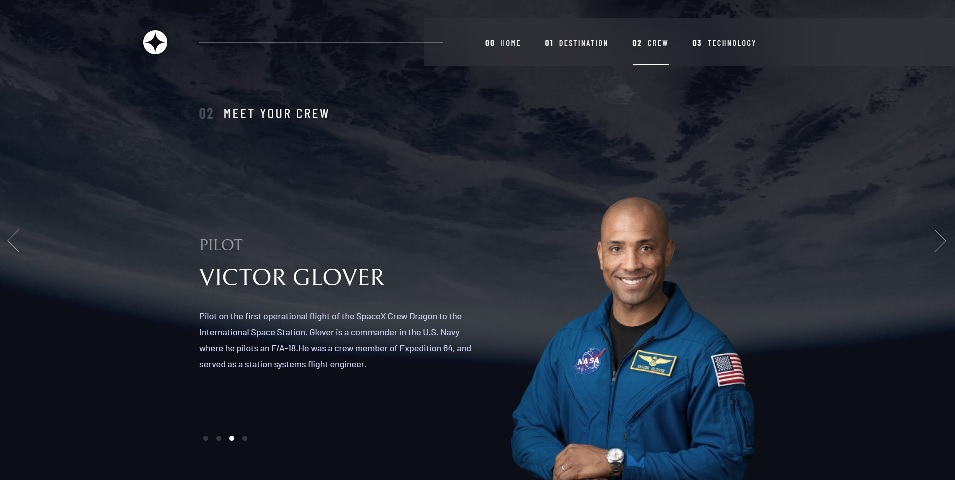 00 HOME 01 DESTINATION 02 CREW 03 TECHNOLOGY
02 MEET YOUR CREW
PILOT
VICTOR GLOVER
Pilot on the first operational flight of the SpaceX Crew Dragon to the
International Space Station. Glover is a commander in the U.S. Navy
where he pilots an F/A-18.He was a crew member of Expedition 64, and
served as a station systems flight engineer.
NASA